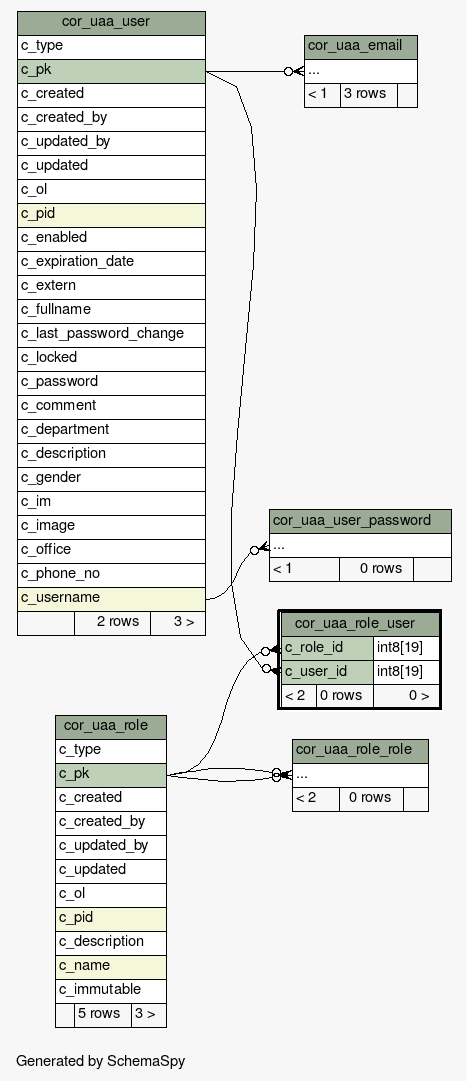 cor_uaa_user
c_type
c_pk
c_created
c_created_by
c_updated_by
c_updated
c_ol
c_pid
c_enabled
c_expiration_date
c_extern
c_fullname
c_last_password_change
c_locked
c_password
c_comment
c_department
c_description
c_gender
c_im
c_image
c_office
c_phone_no
c_username
2 rows 3 >
cor_uaa_email
...
< 1 3 rows
cor_uaa_user_password
...
< 1 0 rows
cor_uaa_role_user
c_role_id int8[19]
c_user_id int8[19]
< 2 0 rows 0 >
cor_uaa_role
c_type
c_pk
c_created
c_created_by
c_updated_by
c_updated
c_ol
c_pid
c_description
c_name
c_immutable
5 rows 3 >
cor_uaa_role_role
...
< 2 0 rows
Generated by SchemaSpy